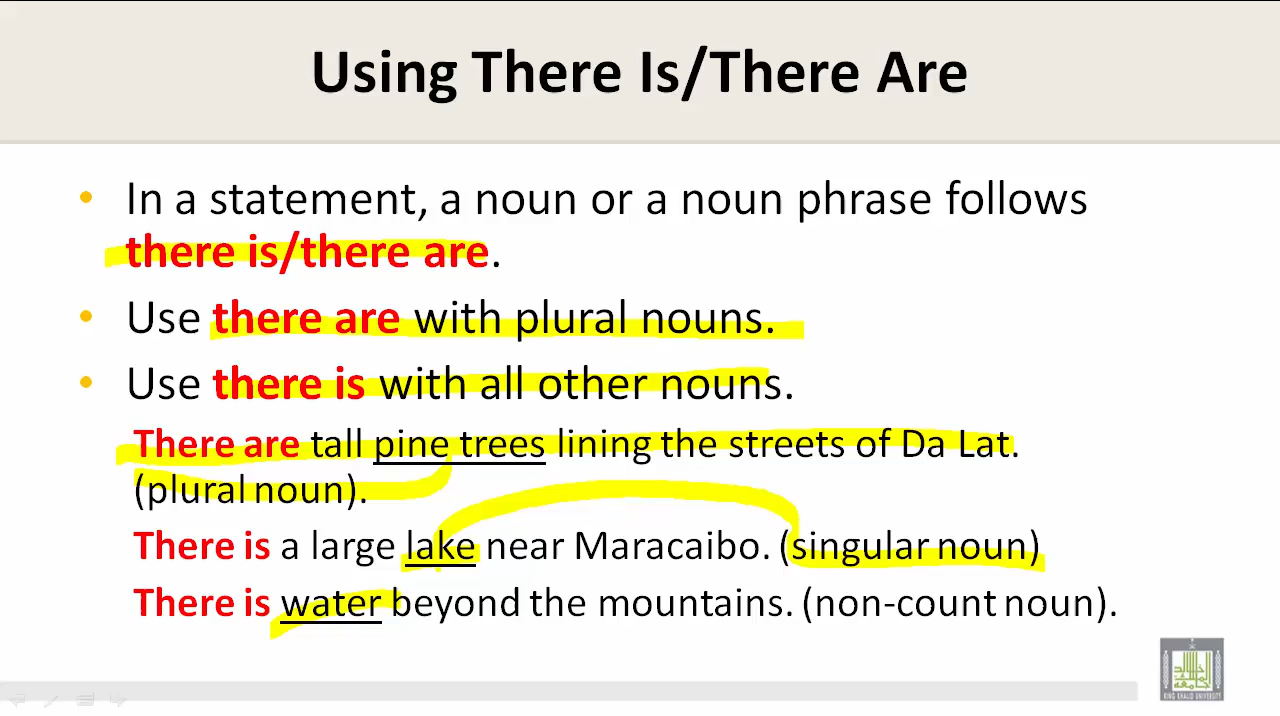 Using There Is/There Are
• In a statement, a noun or a noun phrase follows
there is/there are.
• Use there are with plural nouns.
• Use there is with all other nouns.
There are tall pine trees lining the streets of Da Lat.
(plural noun).
There is a large lake near Maracaibo. (singular noun)
There is water beyond the mountains. (non-count noun).
KING KHALID UNIVERSITY